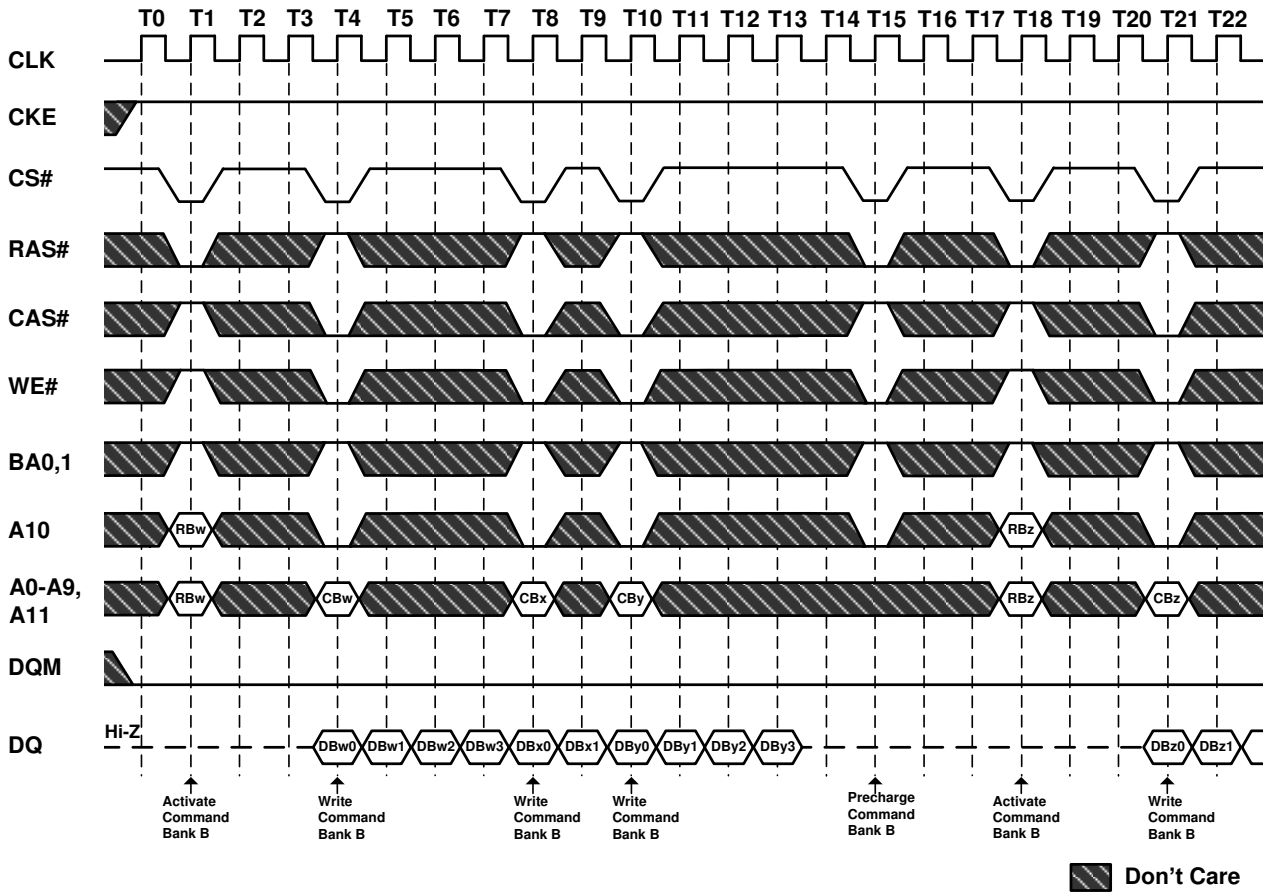 T0 T1 T2 T3 T4 T5 T6 T7 T8 T9 T10 T11 T12 T13 T14 T15 T16 T17 T18 T19 T20 T21 T22
CLK
CKE
CS#
RAS#
CAS#
WE#
BA0,1
A10 RBw RBz
A0-A9,
A11 RBw CBw CBx CBy RBz CBz
DQM
Hi-Z
DQ DBw0 DBw1 DBw2 DBw3 DBx0 DBx1 DBy0 DBy1 DBy2 DBy3 DBz0 DBz1
Activate
Command
Bank B
Write
Command
Bank B
Write
Command
Bank B
Write
Command
Bank B
Precharge
Command
Bank B
Activate
Command
Bank B
Write
Command
Bank B
Don't Care